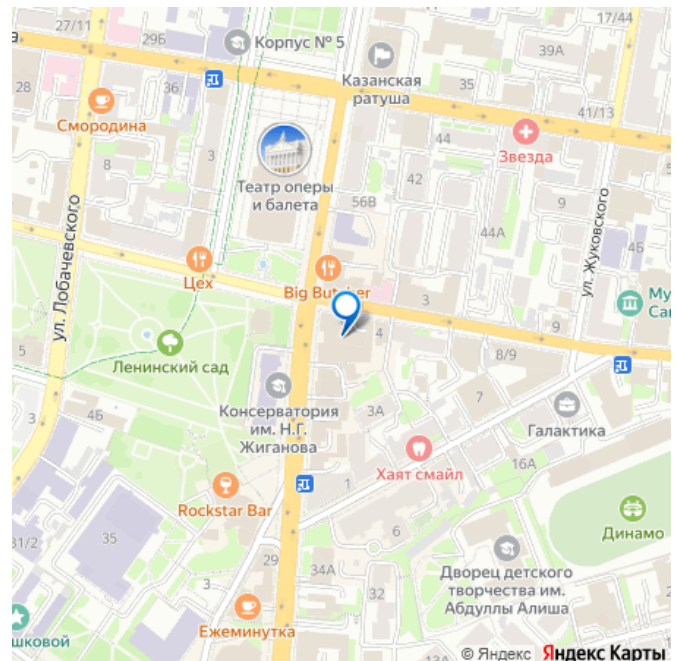 27/11
29Б
Корпус № 5
17/44
а
39А
Казанская
ратуша
28
36
35
Смородина
41/13
44
Звезда
3
8
42
Театр оперы
и балета
56В
9
44А
ул. Лобачевского
ул. Жуковского
Цех
Big Butcher
3
Му
Сал
4
9
5
Ленинский сад
8/9
7
Консерватория
им. Н.Г.
Жиганова
3
4Б
3А
Галактика
Хаят смайл
16А
Rockstar Bar
1
Динамо
31/2
35
6
29
3
34А
Дворец детского
творчества им.
Абдуллы Алиша
32
Ежеминутка
шковой
13А
© Яндекс Яндекс Карты